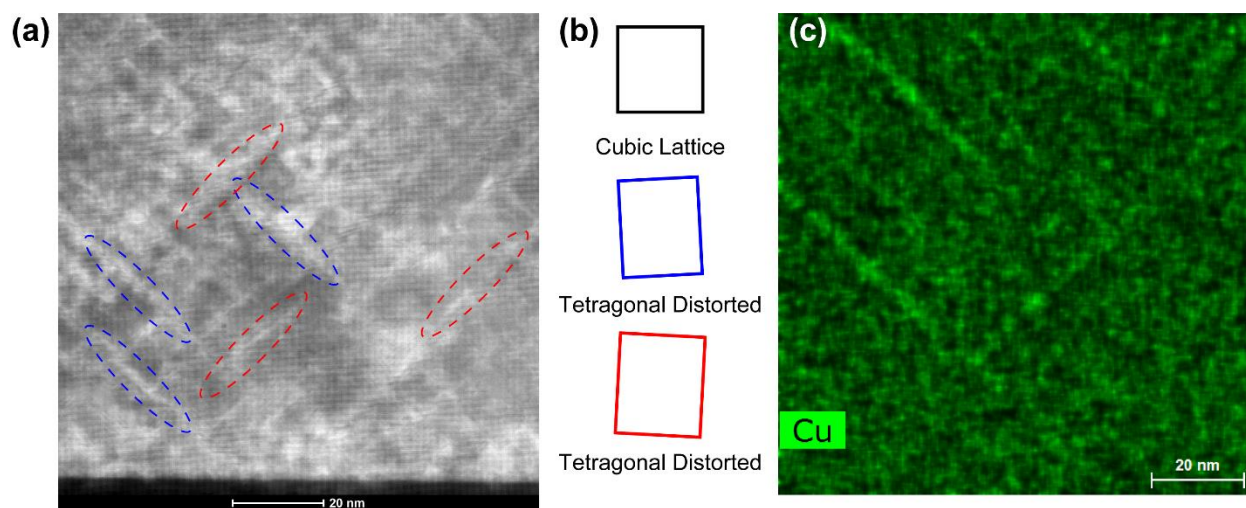 (a)
20 nm
(b)
Cubic Lattice
Tetragonal Distorted
Tetragonal Distorted
(c)
Cu
20 nm